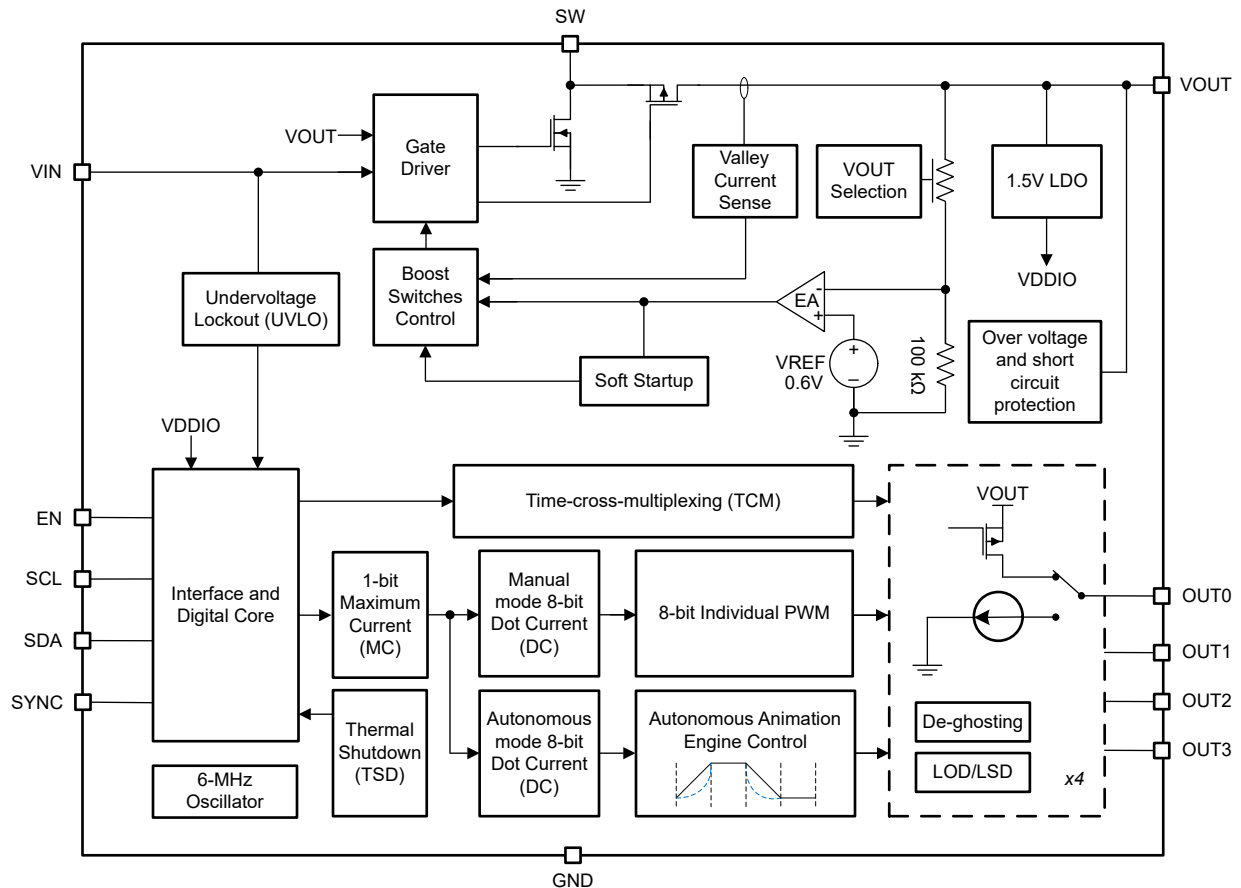 SW
VOUT
VOUT
VIN
Gate
Driver
Valley
Current
Sense
VOUT
Selection
1.5V LDO
VDDIO
Undervoltage
Lockout (UVLO)
Boost
Switches
Control
EA
-
+
Soft Startup
VREF
0.6V
+
−
100 kΩ
Over voltage
and short
circuit
protection
VDDIO
EN
SCL
SDA
SYNC
Interface and
Digital Core
Time-cross-multiplexing (TCM)
1-bit
Maximum
Current
(MC)
Manual
mode 8-bit
Dot Current
(DC)
8-bit Individual PWM
Thermal
Shutdown
(TSD)
Autonomous
mode 8-bit
Dot Current
(DC)
Autonomous Animation
Engine Control
6-MHz
Oscillator
VOUT
De-ghosting
LOD/LSD
x4
OUT0
OUT1
OUT2
OUT3
GND